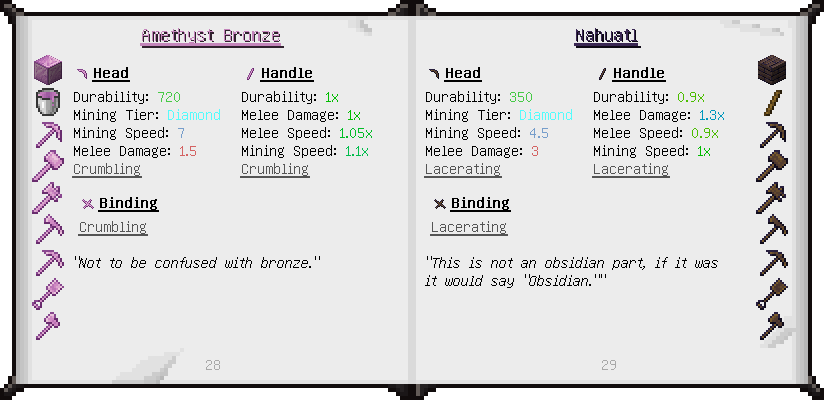 Amethyst Bronze
Head
Durability: 720
Mining Tier: Diamond
Mining Speed: 7
Melee Damage: 1.5
Crumbling
Handle
Durability: 1x
Melee Damage: 1x
Melee Speed: 1.05x
Mining Speed: 1.1x
Crumbling
Binding
Crumbling
"Not to be confused with bronze."
28
Nahuatl
Head
Durability: 350
Mining Tier: Diamond
Mining Speed: 4.5
Melee Damage: 3
Lacerating
Handle
Durability: 0.9x
Melee Damage: 1.3x
Melee Speed: 0.9x
Mining Speed: 1x
Lacerating
Binding
Lacerating
"This is not an obsidian part, if it was
it would say "Obsidian.""
29